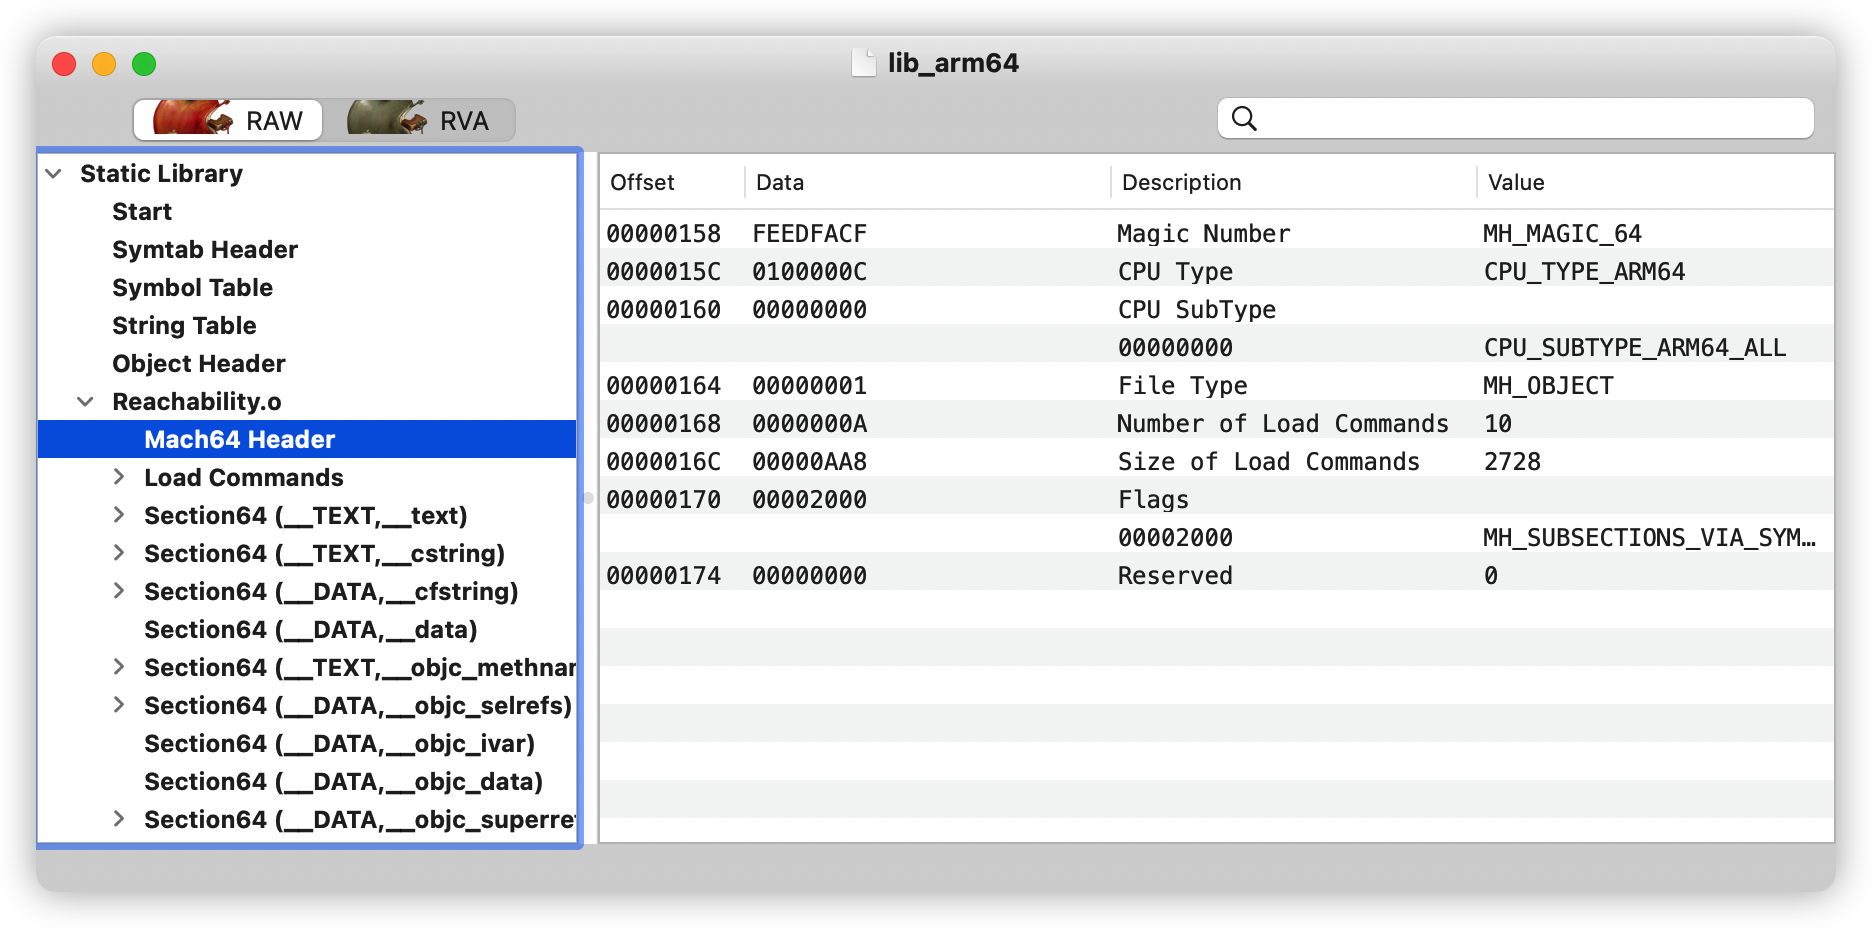 lib_arm64
RAW RVA
Static Library
Start
Symtab Header
Symbol Table
String Table
Object Header
Reachability.o
Mach64 Header
Load Commands
Section64 (__TEXT,__text)
Section64 (__TEXT,__cstring)
Section64 (__DATA,__cfstring)
Section64 (__DATA,__data)
Section64 (__TEXT,__objc_methnar
Section64 (__DATA,__objc_selrefs)
Section64 (__DATA,__objc_ivar)
Section64 (__DATA,__objc_data)
Section64 (__DATA,__objc_superre
Offset Data Description Value
00000158 FEEDFACF Magic Number MH_MAGIC_64
0000015C 0100000C CPU Type CPU_TYPE_ARM64
00000160 00000000 CPU SubType
00000000 CPU_SUBTYPE_ARM64_ALL
00000164 00000001 File Type MH_OBJECT
00000168 0000000A Number of Load Commands 10
0000016C 00000AA8 Size of Load Commands 2728
00000170 00002000 Flags
00002000 MH_SUBSECTIONS_VIA_SYM…
00000174 00000000 Reserved 0